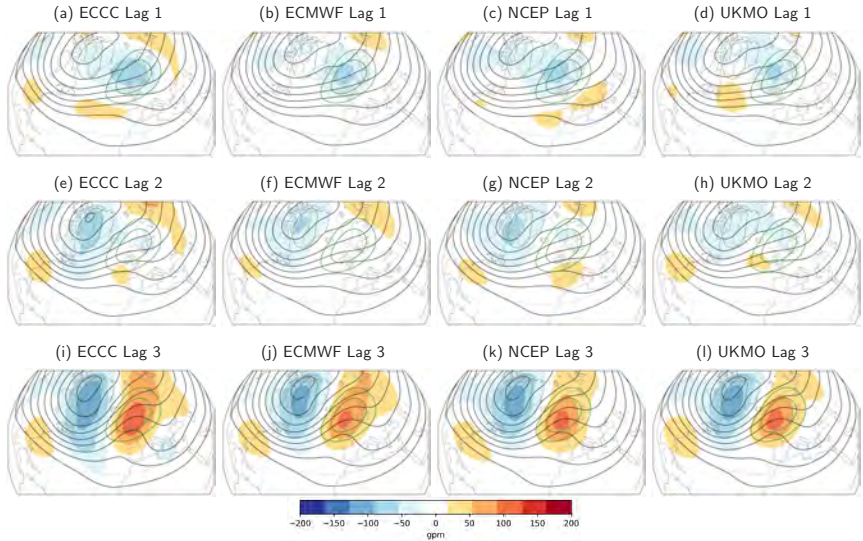 (a) ECCC Lag 1 (b) ECMWF Lag 1 (c) NCEP Lag 1 (d) UKMO Lag 1
(e) ECCC Lag 2 (f) ECMWF Lag 2 (g) NCEP Lag 2 (h) UKMO Lag 2
(i) ECCC Lag 3 (j) ECMWF Lag 3 (k) NCEP Lag 3 (l) UKMO Lag 3
−200 −150 −100 −50 0 50 100 150 200
gpm